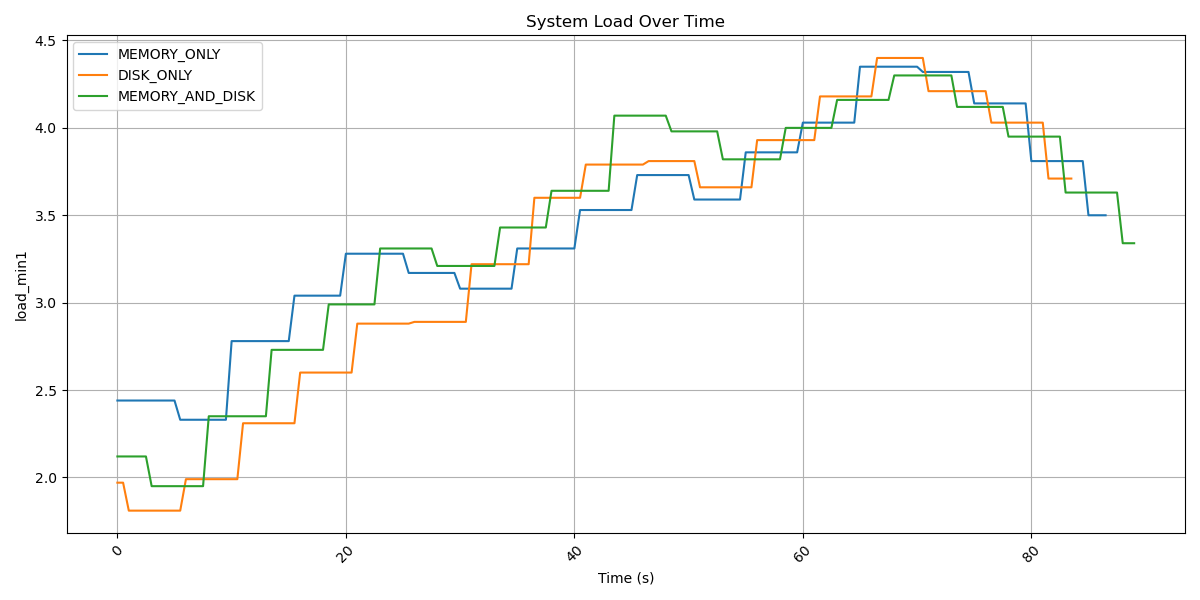 System Load Over Time
MEMORY_ONLY
DISK_ONLY
MEMORY_AND_DISK
load_min1
4.5
4.0
3.5
3.0
2.5
2.0
0
20
40
60
80
Time (s)